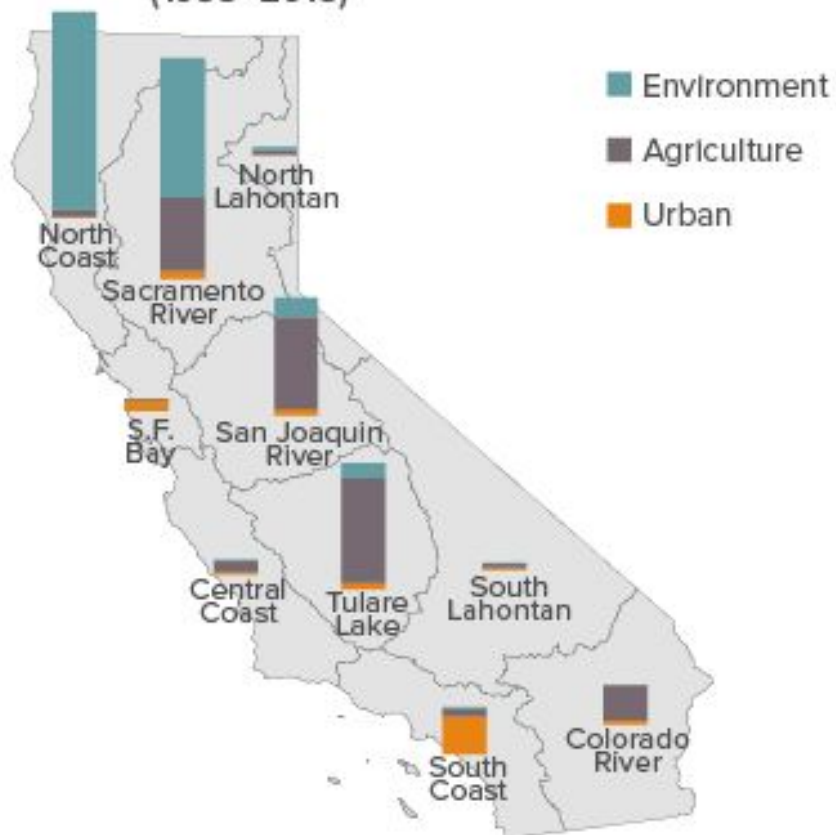 Environment
Agriculture
Urban
North
Lahontan
North
Coast
Sacramento
River
S.F.
Bay
San Joaquin
River
Central
Coast
Tulare
Lake
South
Lahontan
Colorado
River
South
Coast